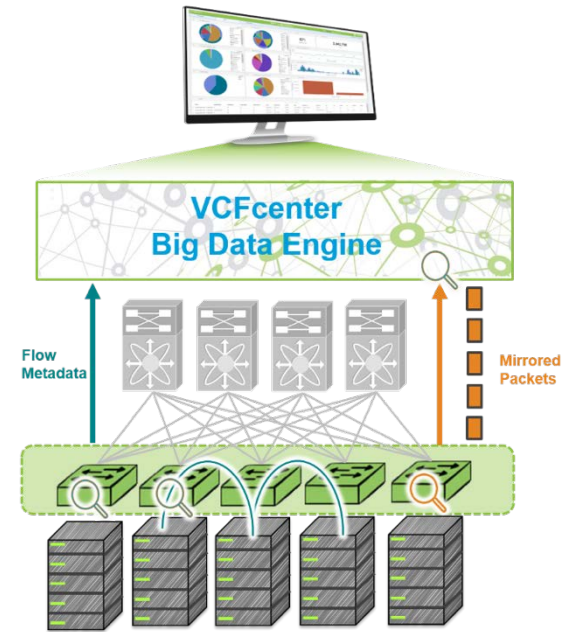 VCFcenter
Big Data Engine
Flow
Metadata
Mirrored
Packets